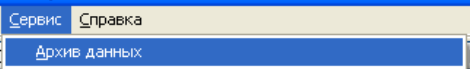 Сервис Справка
Архив данных